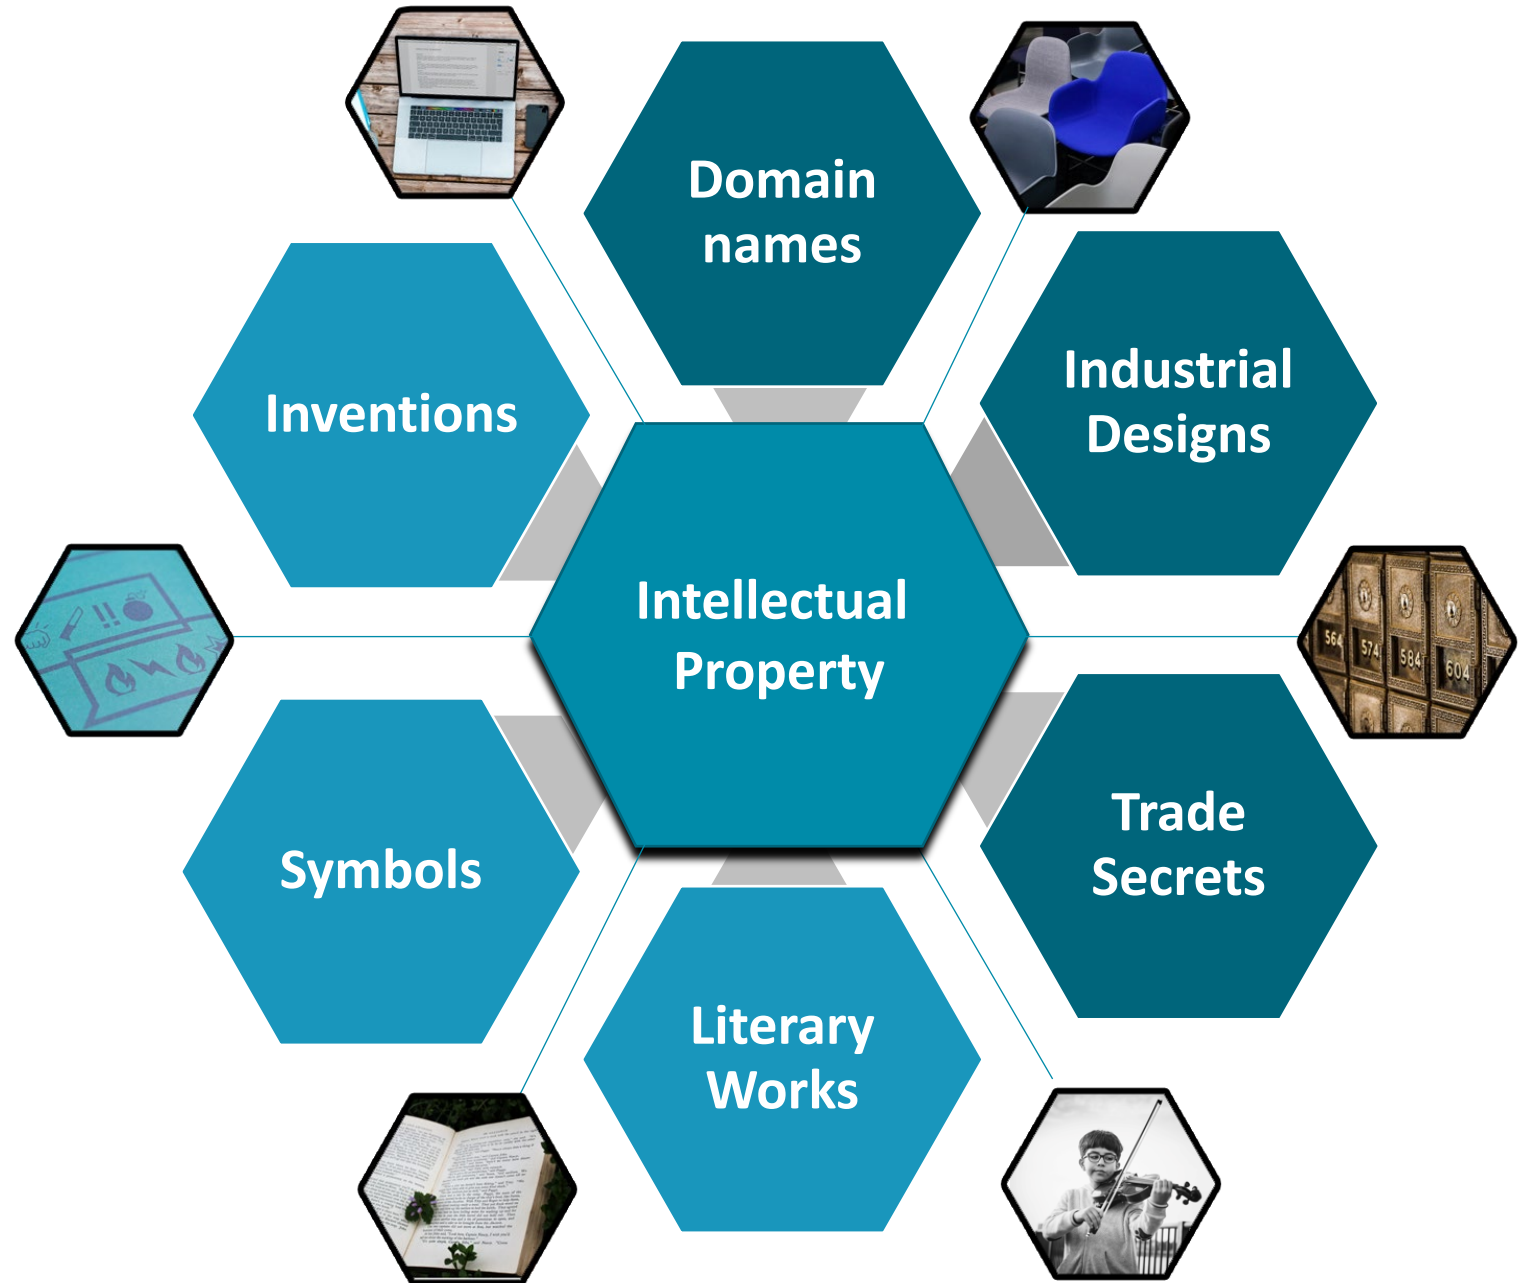 Domain
names
Industrial
Designs
Inventions
Intellectual
Property
564
574
584
604
Trade
Secrets
Symbols
!!
Literary
Works